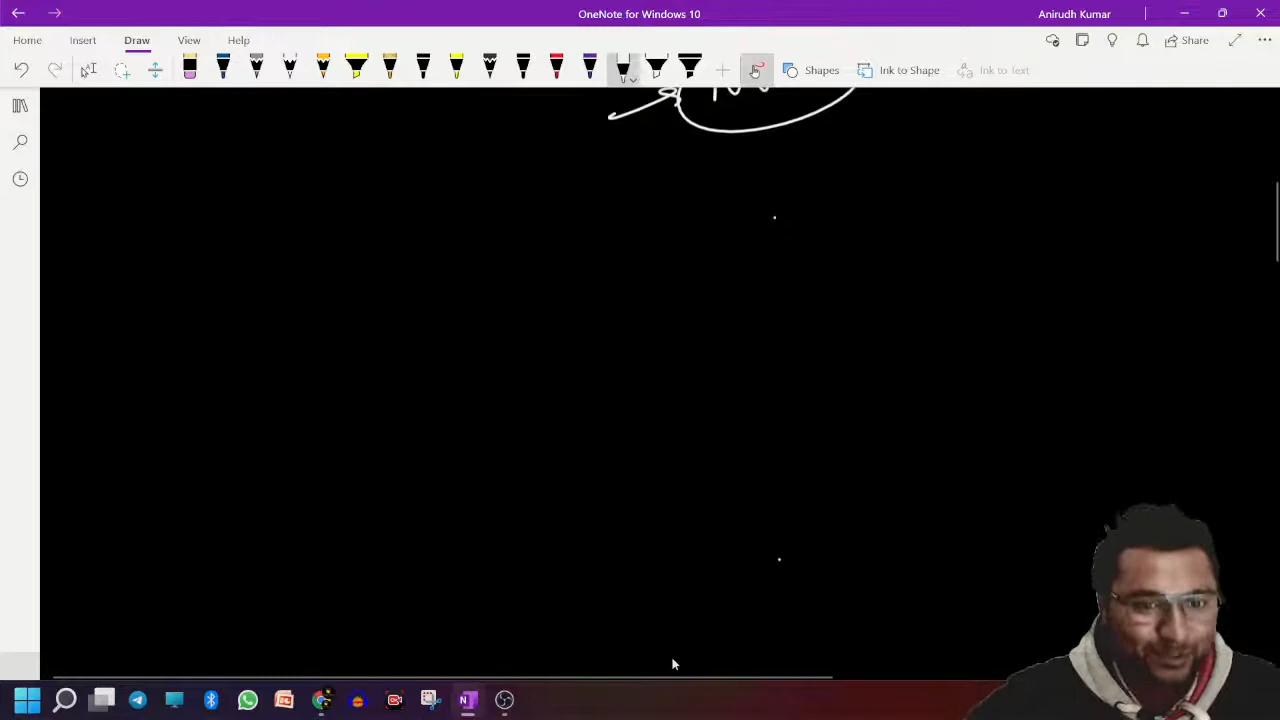 OneNote for Windows 10
Anirudh Kumar
Home
Insert
Draw
View
Help
Share
Shapes
Ink to Shape
Ink to Text